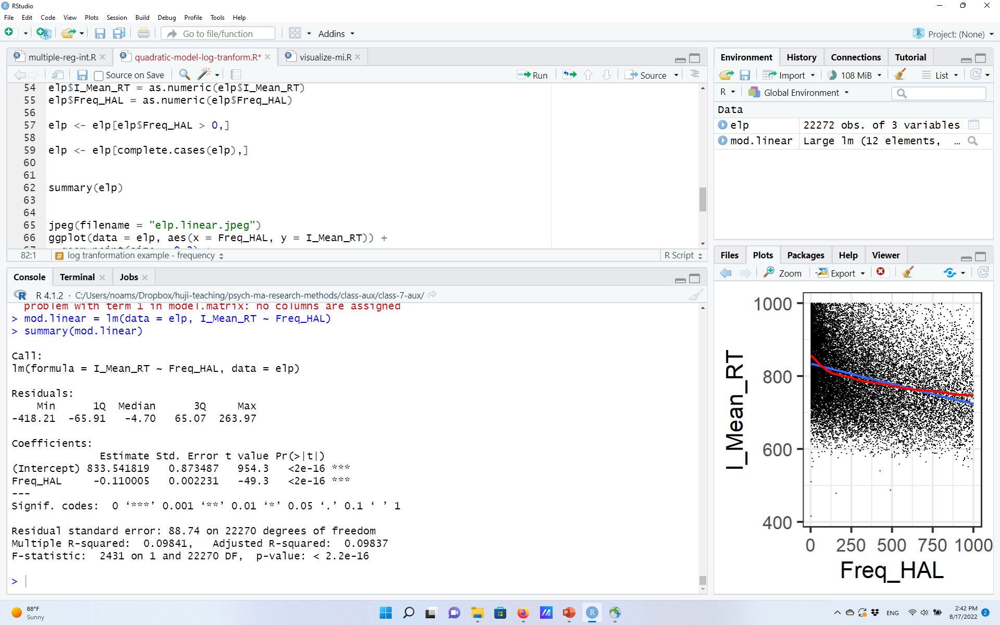 RStudio
File Edit Code View Plots Session Build Debug Profile Tools Help
Go to file/function Addins Project: (None)
multiple-reg-int.R quadratic-model-log-tranform.R* visualize-mi.R
Source on Save Run Source
54 elp$I_Mean_RT = as.numeric(elp$I_Mean_RT)
55 elp$Freq_HAL = as.numeric(elp$Freq_HAL)
56
57 elp <- elp[elp$Freq_HAL > 0,]
58
59 elp <- elp[complete.cases(elp),]
60
61
62 summary(elp)
63
64
65 jpeg(filename = "elp.linear.jpeg")
66 ggplot(data = elp, aes(x = Freq_HAL, y = I_Mean_RT)) +
82:1 # log tranformation example - frequency R Script
Console Terminal Jobs
R 4.1.2 · C:/Users/noams/Dropbox/huji-teaching/psych-ma-research-methods/class-aux/class-7-aux/
problem with term 1 in model.matrix: no columns are assigned
> mod.linear = lm(data = elp, I_Mean_RT ~ Freq_HAL)
> summary(mod.linear)
Call:
lm(formula = I_Mean_RT ~ Freq_HAL, data = elp)
Residuals:
Min 1Q Median 3Q Max
-418.21 -65.91 -4.70 65.07 263.97
Coefficients:
Estimate Std. Error t value Pr(>|t|)
(Intercept) 833.541819 0.873487 954.3 <2e-16 ***
Freq_HAL -0.110005 0.002231 -49.3 <2e-16 ***
---
Signif. codes: 0 ‘***’ 0.001 ‘**’ 0.01 ‘*’ 0.05 ‘.’ 0.1 ‘ ’ 1
Residual standard error: 88.74 on 22270 degrees of freedom
Multiple R-squared: 0.09841, Adjusted R-squared: 0.09837
F-statistic: 2431 on 1 and 22270 DF, p-value: < 2.2e-16
>
Environment History Connections Tutorial
Import 108 MiB List
R Global Environment
Data
elp 22272 obs. of 3 variables
mod.linear Large lm (12 elements, …
Files Plots Packages Help Viewer
Zoom Export
1000
800
600
400
I_Mean_RT
0 250 500 750 1000
Freq_HAL
88°F
Sunny
ENG
2:42 PM
8/17/2022
2